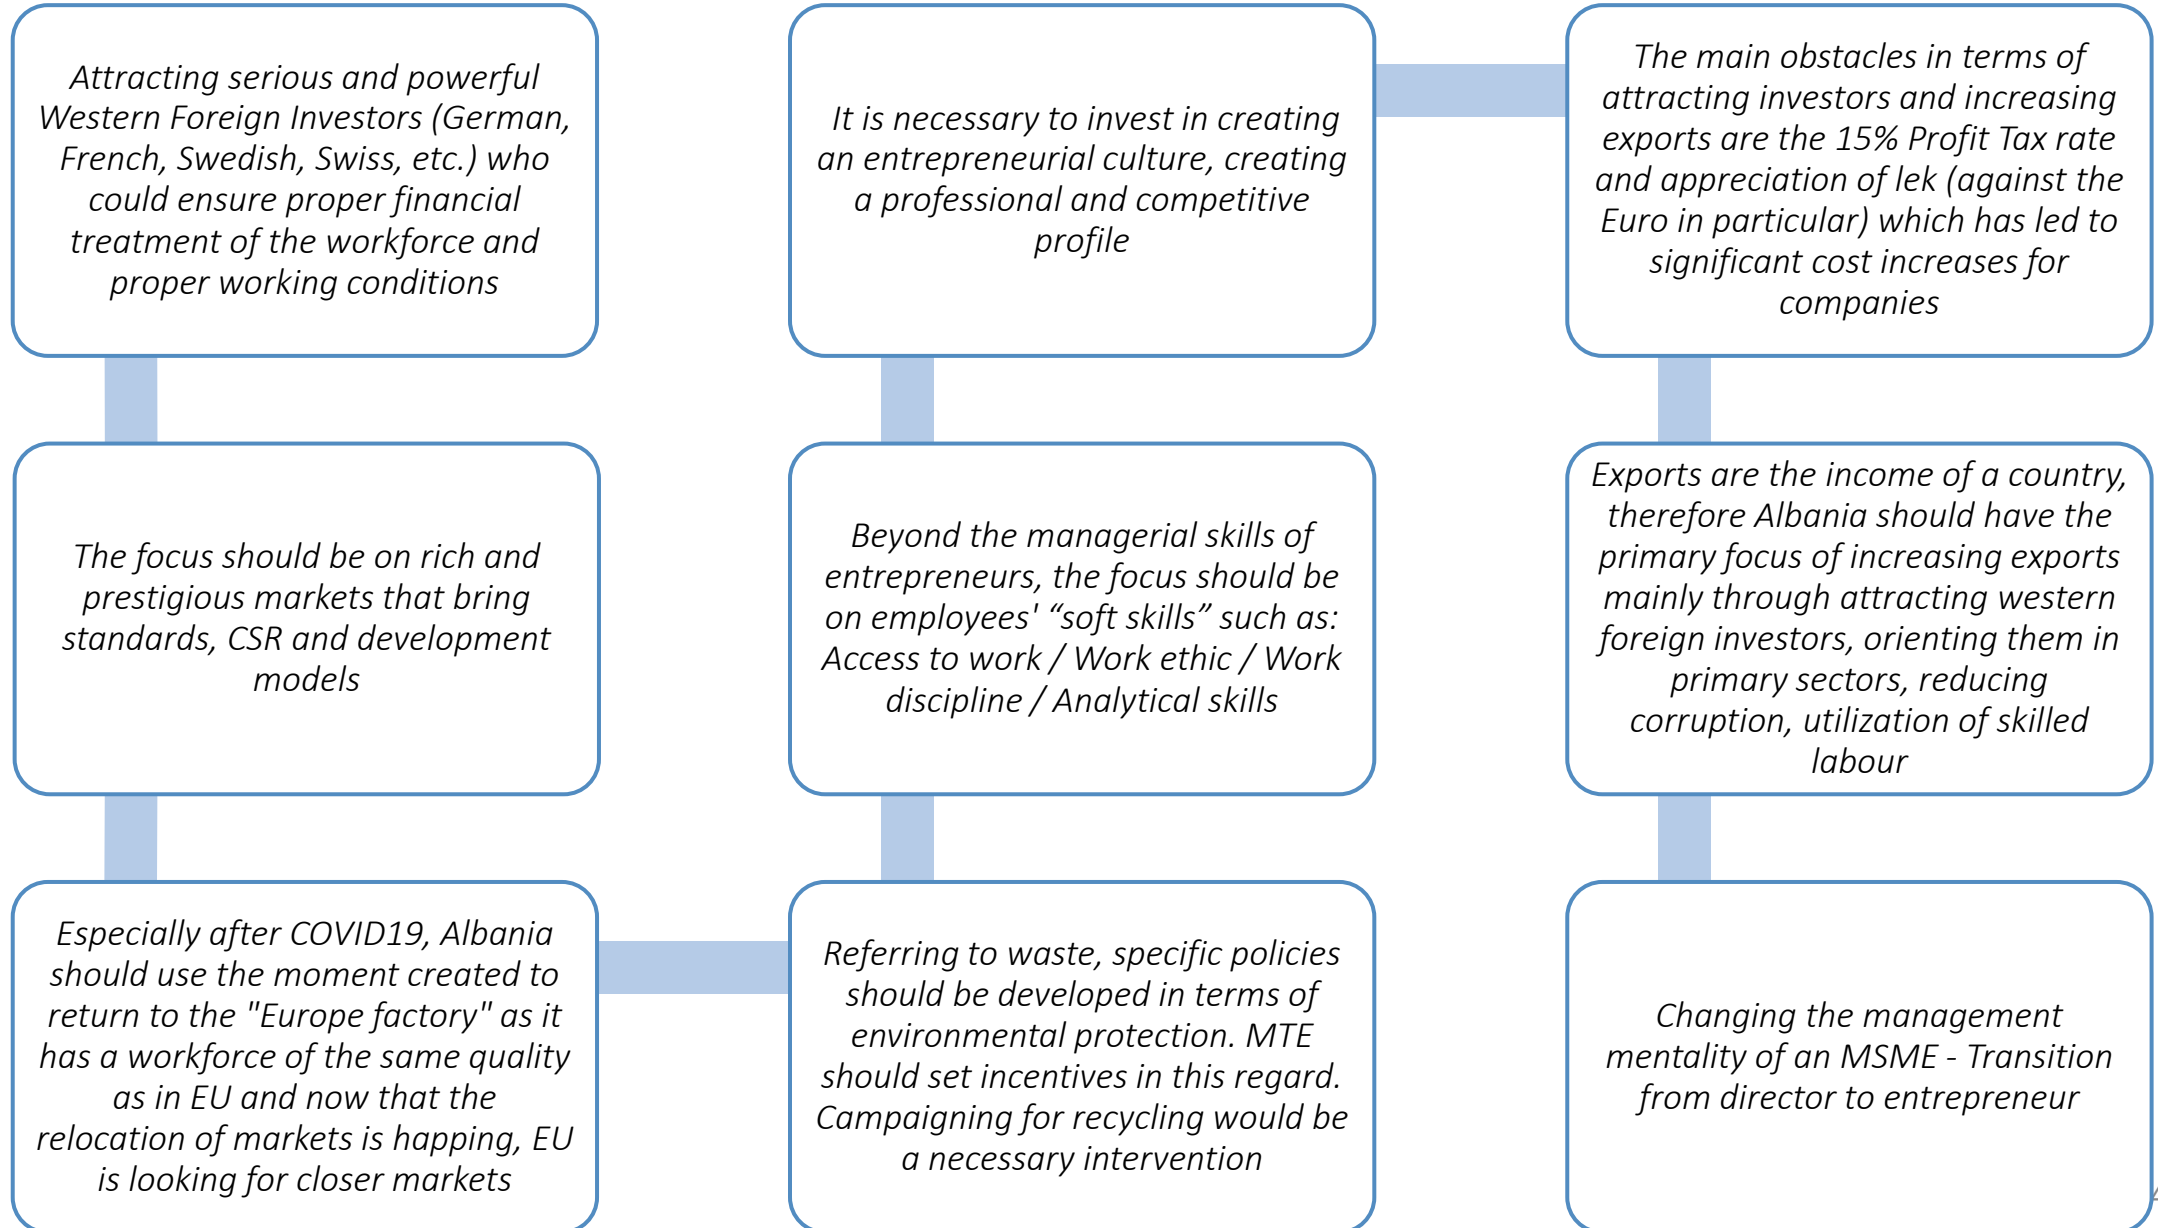 Attracting serious and powerful
Western Foreign Investors (German,
French, Swedish, Swiss, etc.) who
could ensure proper financial
treatment of the workforce and
proper working conditions
The focus should be on rich and
prestigious markets that bring
standards, CSR and development
models
Especially after COVID19, Albania
should use the moment created to
return to the "Europe factory" as it
has a workforce of the same quality
as in EU and now that the
relocation of markets is happing, EU
is looking for closer markets
Referring to waste, specific policies
should be developed in terms of
environmental protection. MTE
should set incentives in this regard.
Campaigning for recycling would be
a necessary intervention
Beyond the managerial skills of
entrepreneurs, the focus should be
on employees' “soft skills” such as:
Access to work / Work ethic / Work
discipline / Analytical skills
It is necessary to invest in creating
an entrepreneurial culture, creating
a professional and competitive
profile
The main obstacles in terms of
attracting investors and increasing
exports are the 15% Profit Tax rate
and appreciation of lek (against the
Euro in particular) which has led to
significant cost increases for
companies
Exports are the income of a country,
therefore Albania should have the
primary focus of increasing exports
mainly through attracting western
foreign investors, orienting them in
primary sectors, reducing
corruption, utilization of skilled
labour
Changing the management
mentality of an MSME - Transition
from director to entrepreneur